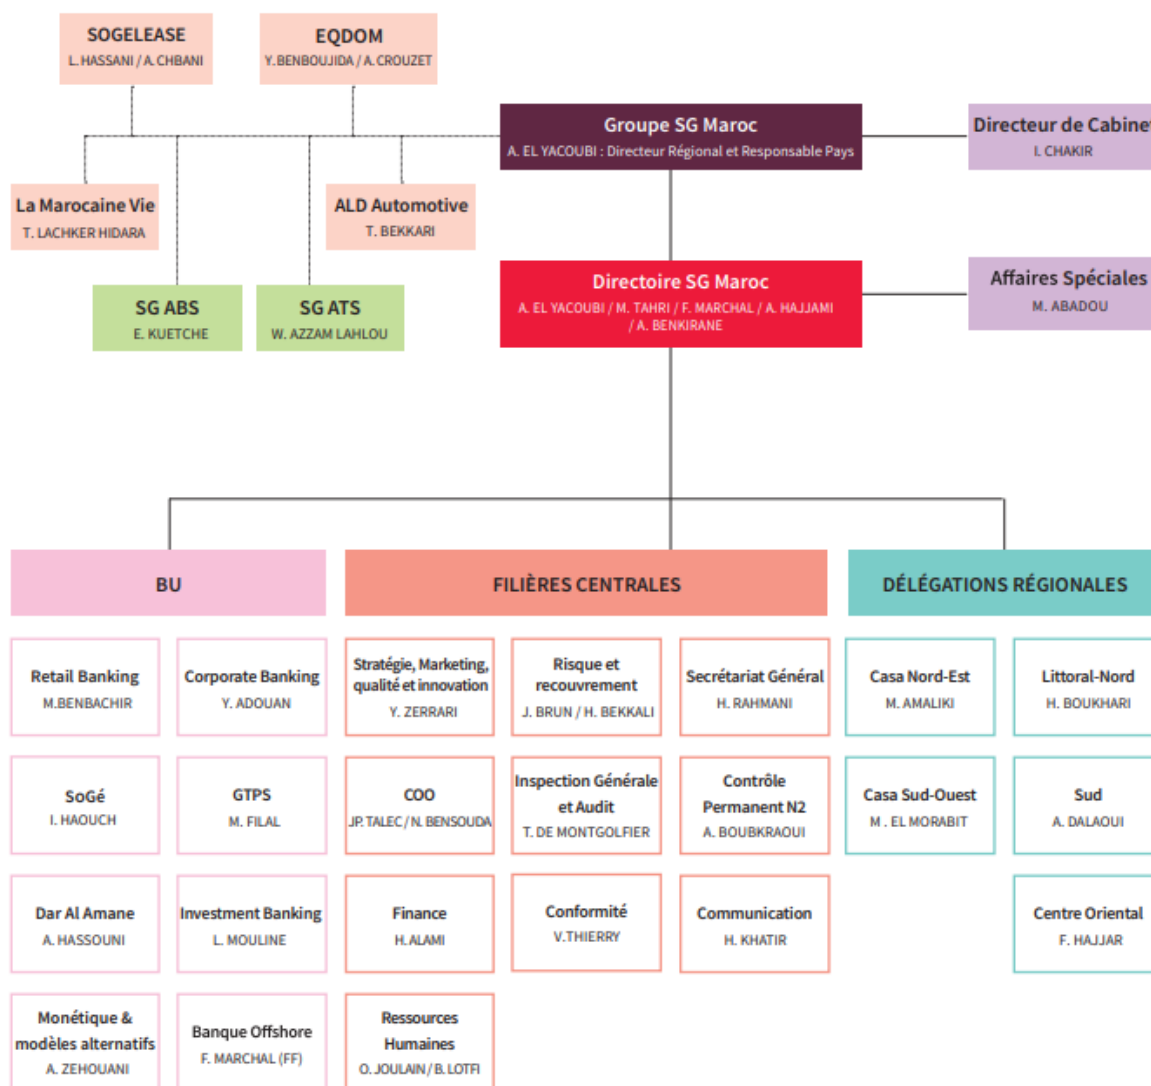 SOGELEASE
L. HASSANI / A. CHBANI
EQDOM
Y. BENBOUJIDA / A. CROUZET
Groupe SG Maroc
A. EL YACOUBI : Directeur Régional et Responsable Pays
Directeur de Cabinet
I. CHAKIR
La Marocaine Vie
T. LACHKER HIDARA
ALD Automotive
T. BEKKARI
Directoire SG Maroc
A. EL YACOUBI / M. TAHRI / F. MARCHAL / A. HAJJAMI
/ A. BENKIRANE
Affaires Spéciales
M. ABADOU
SG ABS
E. KUETCHE
SG ATS
W. AZZAM LAHLOU
BU
FILIÈRES CENTRALES
DÉLÉGATIONS RÉGIONALES
Retail Banking
M.BENBACHIR
Corporate Banking
Y. ADOUAN
Stratégie, Marketing,
qualité et innovation
Y. ZERRARI
Risque et
recouvrement
J. BRUN / H. BEKKALI
Secrétariat Général
H. RAHMANI
Casa Nord-Est
M. AMALIKI
Littoral-Nord
H. BOUKHARI
SoGé
I. HAOUCH
GTPS
M. FILAL
COO
JP. TALEC / N. BENSOUDA
Inspection Générale
et Audit
T. DE MONTGOLFIER
Contrôle
Permanent N2
A. BOUBKRAOUI
Casa Sud-Ouest
M . EL MORABIT
Sud
A. DALAOUI
Dar Al Amane
A. HASSOUNI
Investment Banking
L. MOULINE
Finance
H. ALAMI
Conformité
V.THIERRY
Communication
H. KHATIR
Centre Oriental
F. HAJJAR
Monétique &
modèles alternatifs
A. ZEHOUANI
Banque Offshore
F. MARCHAL (FF)
Ressources
Humaines
O. JOULAIN / B. LOTFI